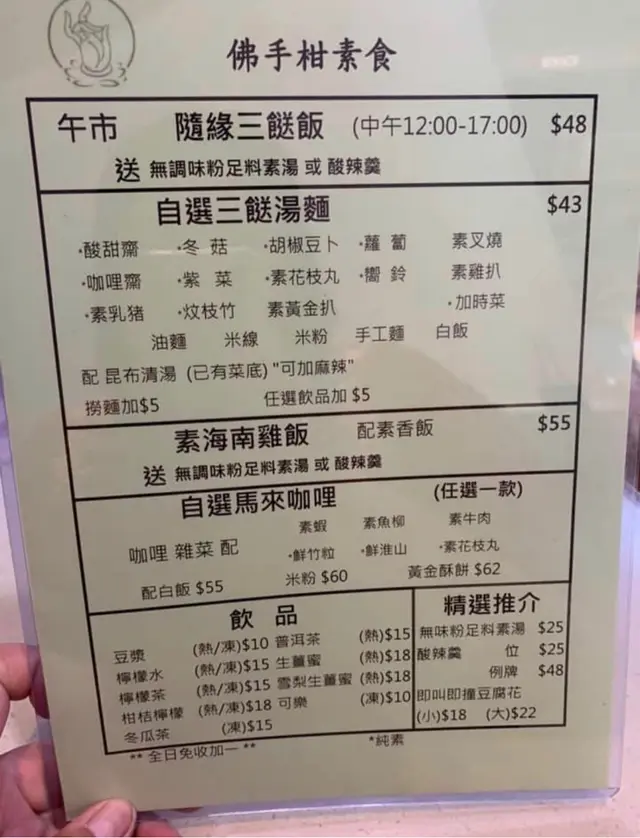 佛手柑素食
午市 隨緣三餸飯 (中午12:00-17:00) $48
送 無調味粉足料素湯 或 酸辣羹
自選三餸湯麵 $43
·酸甜齋 ·冬 菇 ·胡椒豆卜 ·蘿 蔔 素叉燒
·咖哩齋 ·紫 菜 ·素花枝丸 ·嚮 鈴 素雞扒
·素乳猪 ·炆枝竹 素黃金扒 ·加時菜
油麵 米線 米粉 手工麵 白飯
配 昆布清湯 (已有菜底) "可加麻辣"
撈麵加$5 任選飲品加 $5
素海南雞飯 配素香飯 $55
送 無調味粉足料素湯 或 酸辣羹
自選馬來咖哩 (任選一款)
素蝦 素魚柳 素牛肉
咖哩 雜菜 配 ·鮮竹粒 ·鮮淮山 ·素花枝丸
配白飯 $55 米粉 $60 黃金酥餅 $62
飲 品
豆漿 (熱/凍)$10 普洱茶 (熱)$15
檸檬水 (熱/凍)$15 生薑蜜 (熱)$18
檸檬茶 (熱/凍)$15 雪梨生薑蜜 (熱)$18
柑桔檸檬 (熱/凍)$18 可樂 (凍)$10
冬瓜茶 (凍)$15
精選推介
無味粉足料素湯 $25
酸辣羹 位 $25
例牌 $48
即叫即撞豆腐花
(小)$18 (大)$22
** 全日免收加一 ** *純素